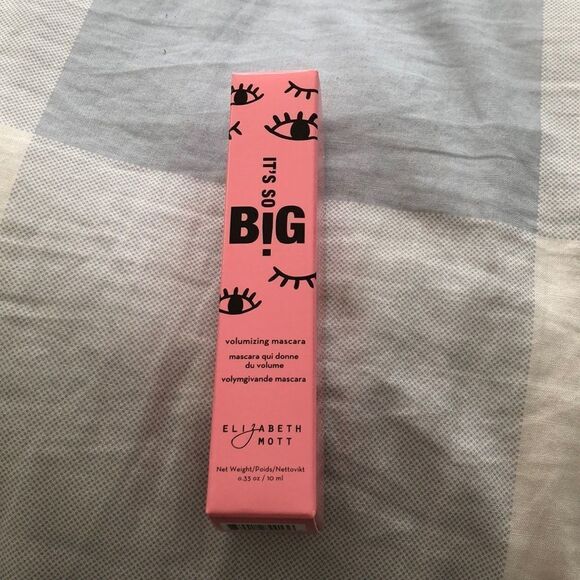 IT'S SO
BiG
volumizing mascara
mascara qui donne
du volume
volymgivande mascara
ELIZABETH
MOTT
Net Weight/Poids/Nettovikt
0.35 oz / 10 ml